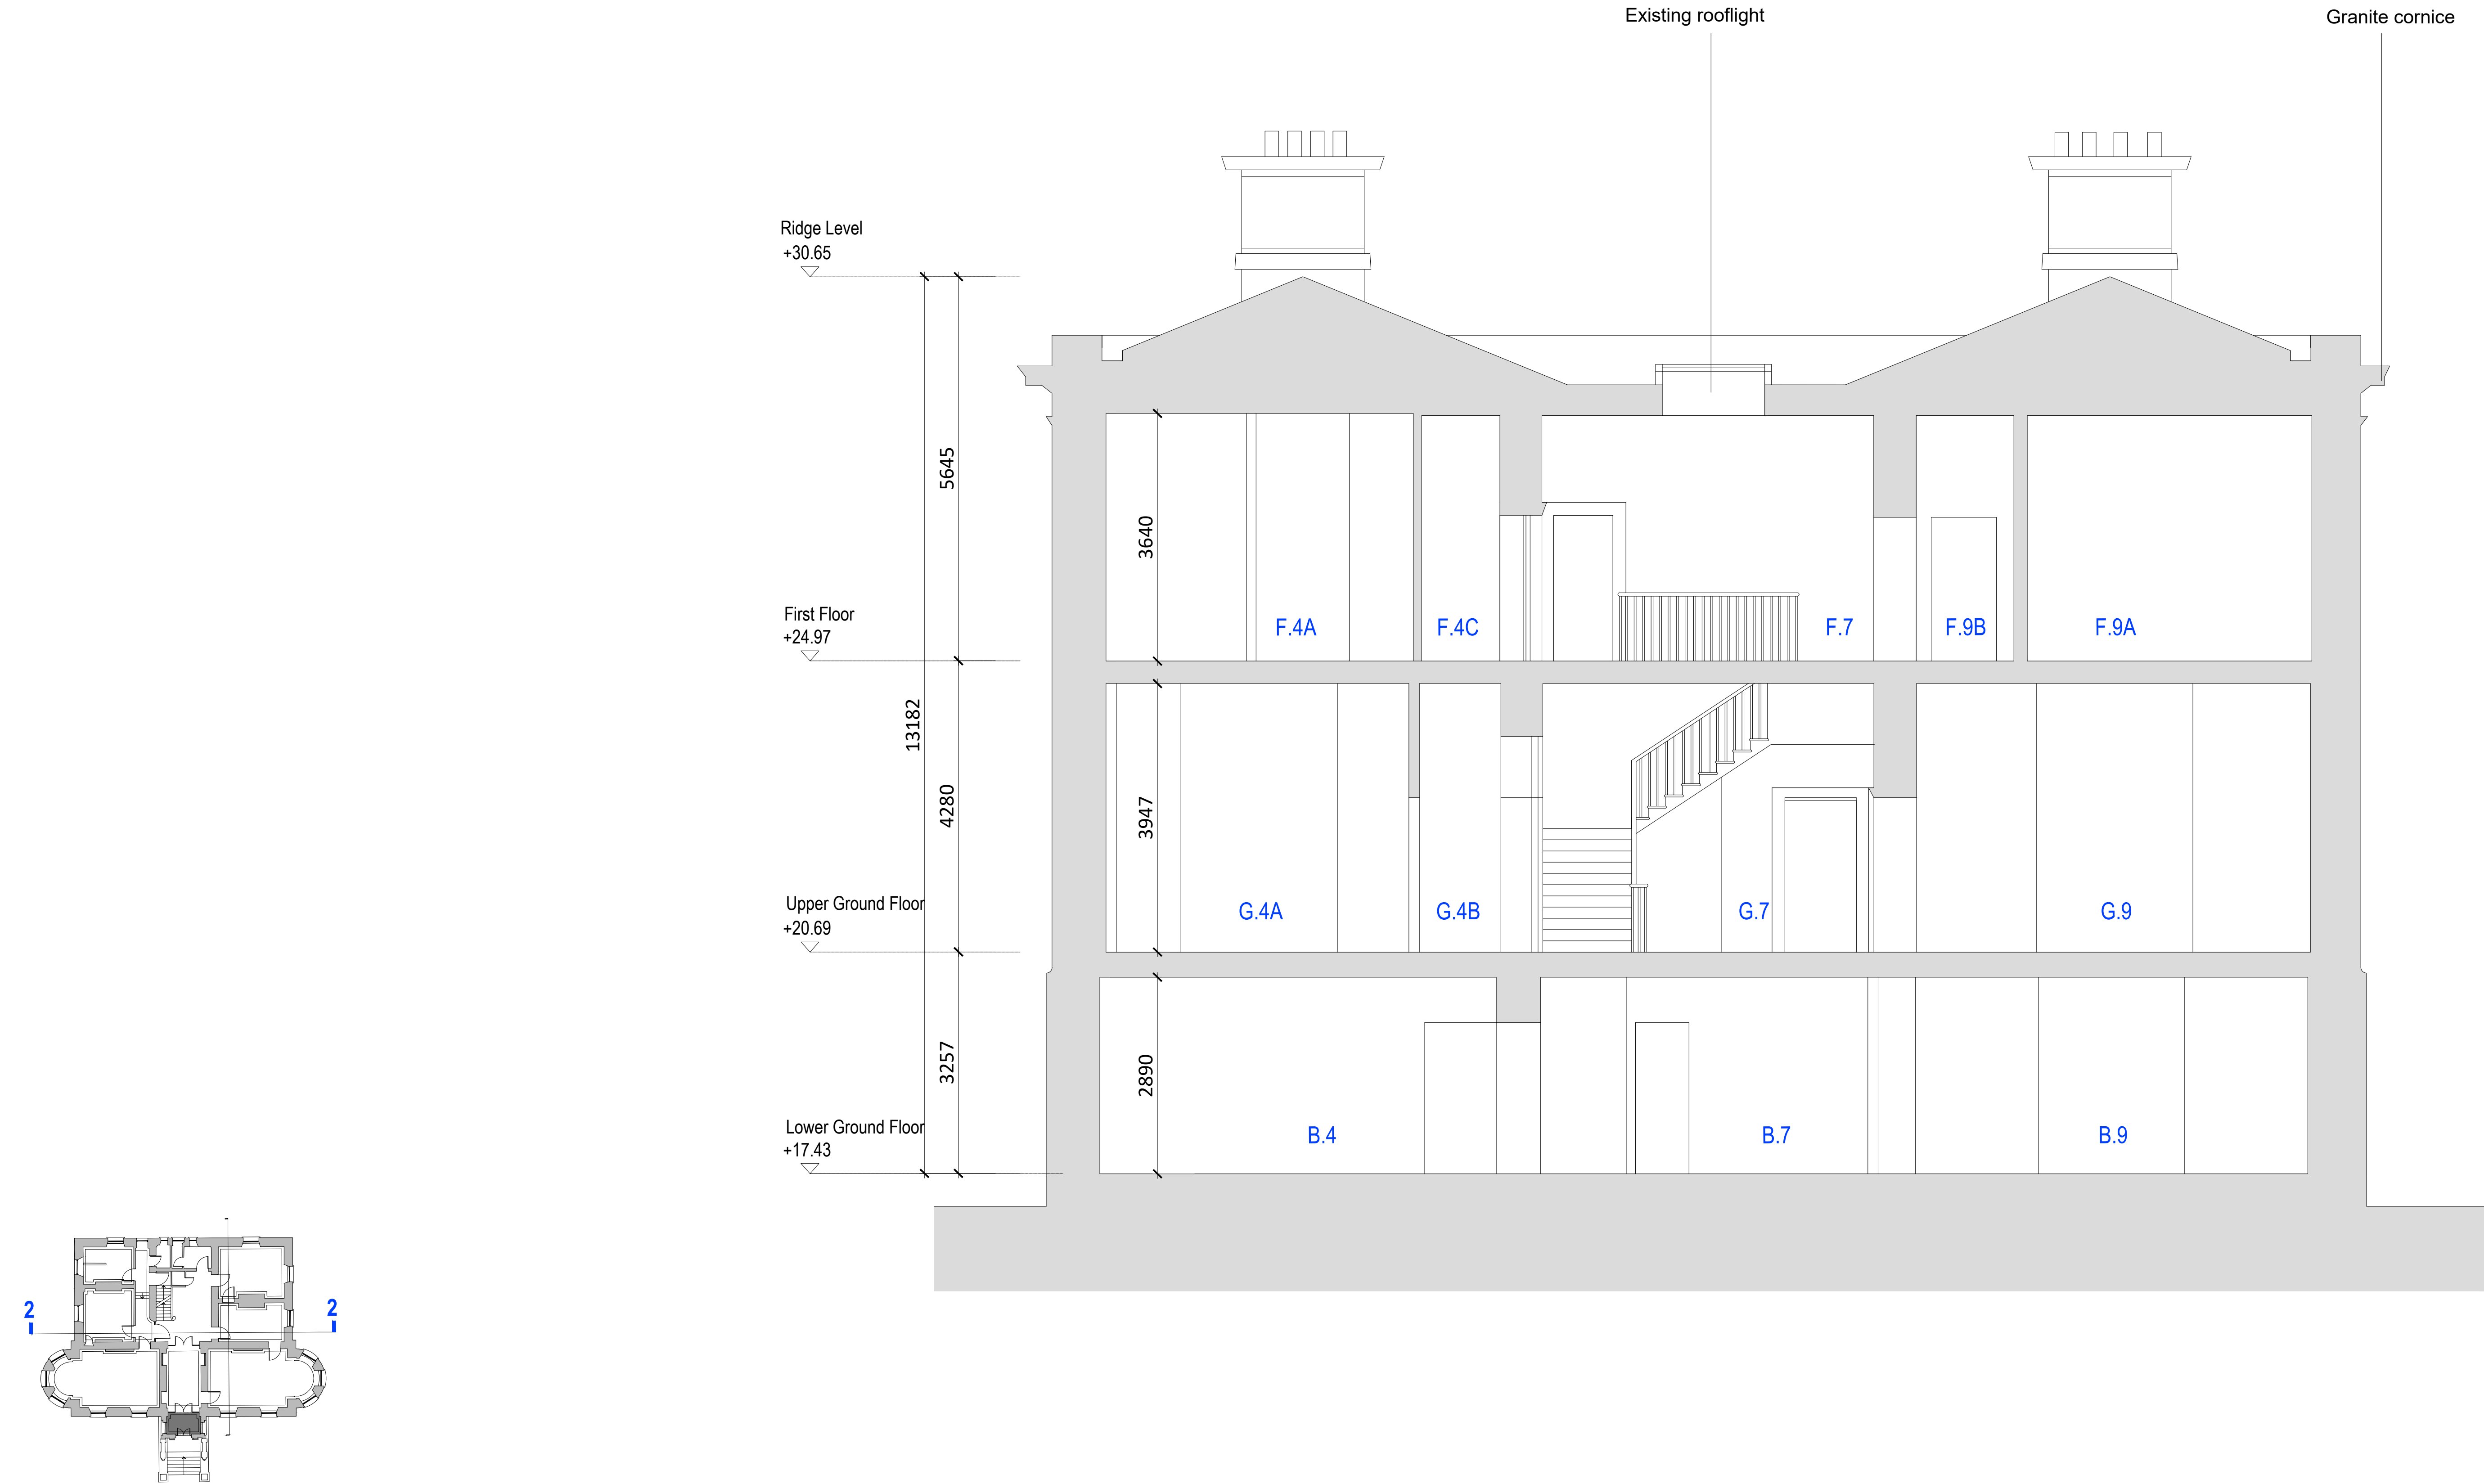 Existing rooflight
Granite cornice
Ridge Level
+30.65
5645
3640
First Floor
+24.97
F.4A
F.4C
F.7
F.9B
F.9A
13182
4280
3947
Upper Ground Floor
+20.69
G.4A
G.4B
G.7
G.9
3257
2890
Lower Ground Floor
+17.43
B.4
B.7
B.9
2
2